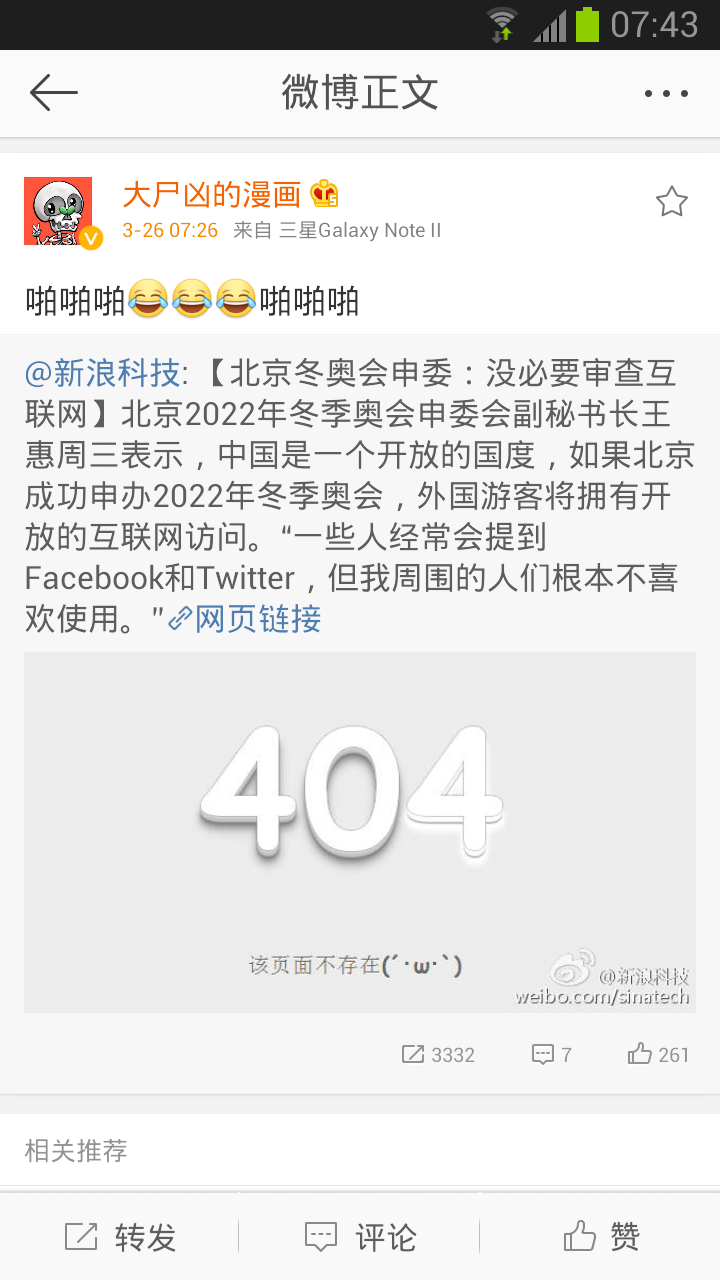 07:43
微博正文
大尸凶的漫画
3-26 07:26 来自 三星Galaxy Note II
啪啪啪😂😂😂啪啪啪
@新浪科技:【北京冬奥会申委：没必要审查互
联网】北京2022年冬季奥会申委会副秘书长王
惠周三表示，中国是一个开放的国度，如果北京
成功申办2022年冬季奥会，外国游客将拥有开
放的互联网访问。“一些人经常会提到
Facebook和Twitter，但我周围的人们根本不喜
欢使用。”网页链接
404
该页面不存在(´･ω･`)
@新浪科技
weibo.com/sinatech
3332 7 261
相关推荐
转发 评论 赞